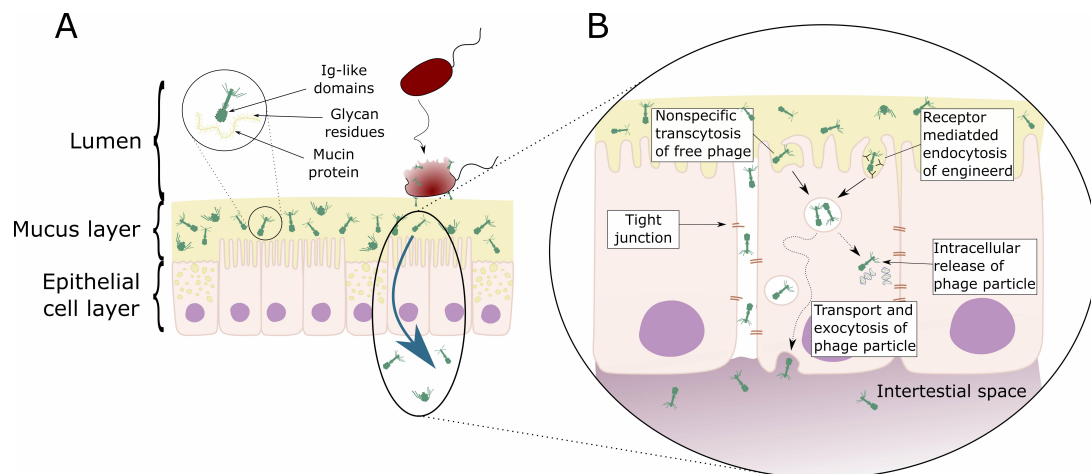 A
Ig-like
domains
Glycan
residues
Mucin
protein
Lumen
Mucus layer
Epithelial
cell layer
B
Nonspecific
transcytosis
of free phage
Receptor
mediatded
endocytosis
of engineerd
Tight
junction
Intracellular
release of
phage particle
Transport and
exocytosis of
phage particle
Intertestial space